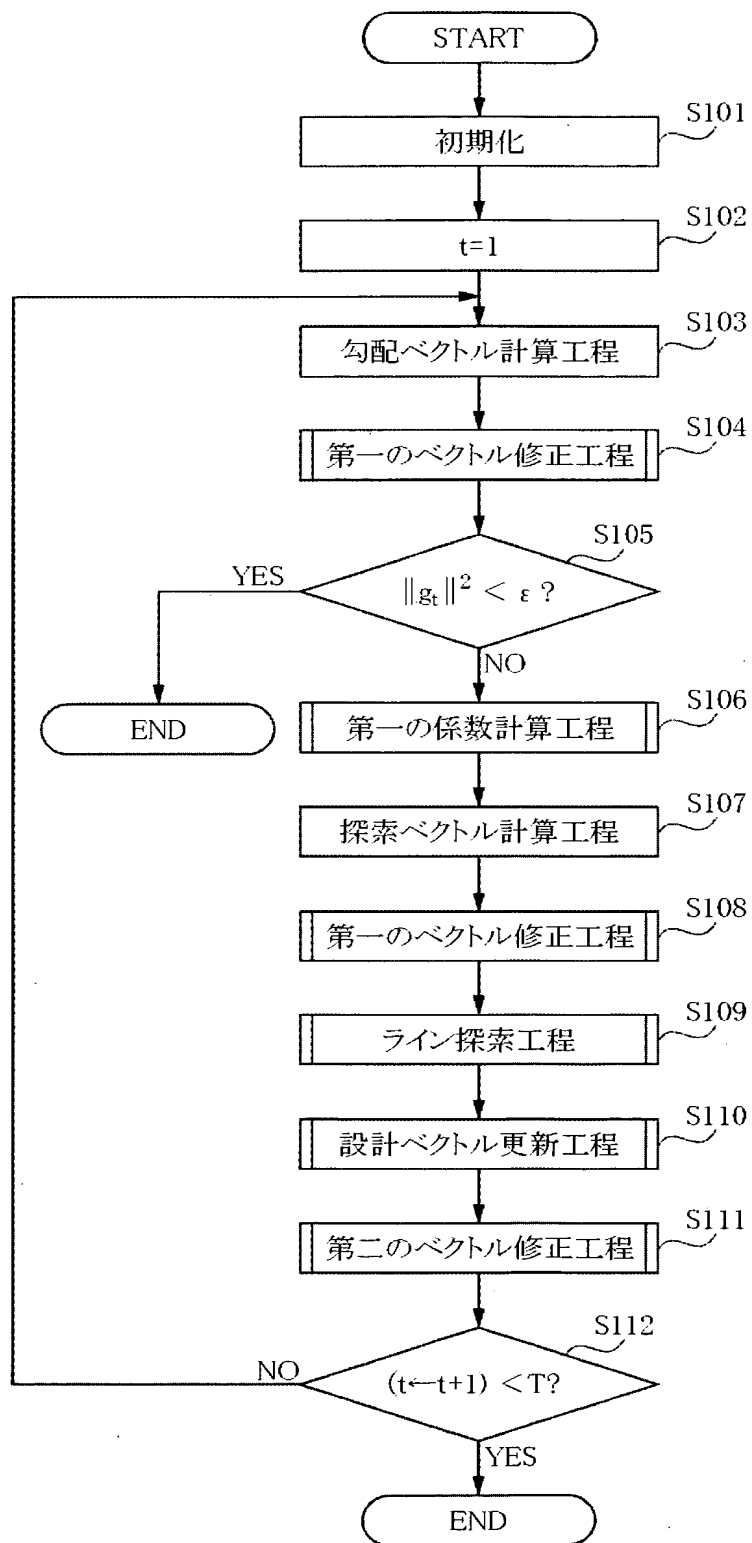 START
S101
初期化
S102
t=1
S103
勾配ベクトル計算工程
S104
第一のベクトル修正工程
S105
YES
||g_t||² < ε ?
NO
END
S106
第一の係数計算工程
S107
探索ベクトル計算工程
S108
第一のベクトル修正工程
S109
ライン探索工程
S110
設計ベクトル更新工程
S111
第二のベクトル修正工程
S112
NO
(t←t+1) <T?
YES
END